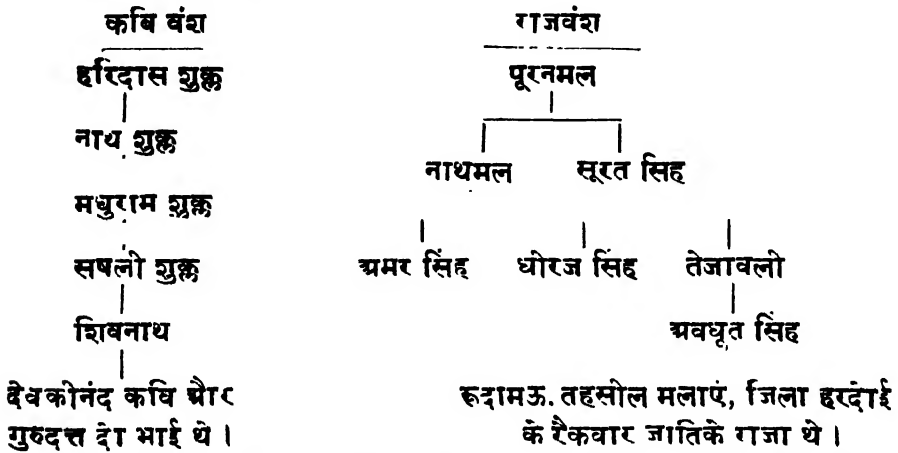 कबि वंश
हरिदास शुक्ल
नाथ शुक्ल
मधुराम शुक्ल
सषली शुक्ल
शिवनाथ
देवकीनंद कवि और
गुरुदत्त दो भाई थे ।
राजवंश
पूरनमल
नाथमल सूरत सिंह
अमर सिंह धीरज सिंह तेजावली
अवधूत सिंह
रूदामऊ. तहसील मलाएं, जिला हरदोई
के रैकवार जातिके राजा थे ।